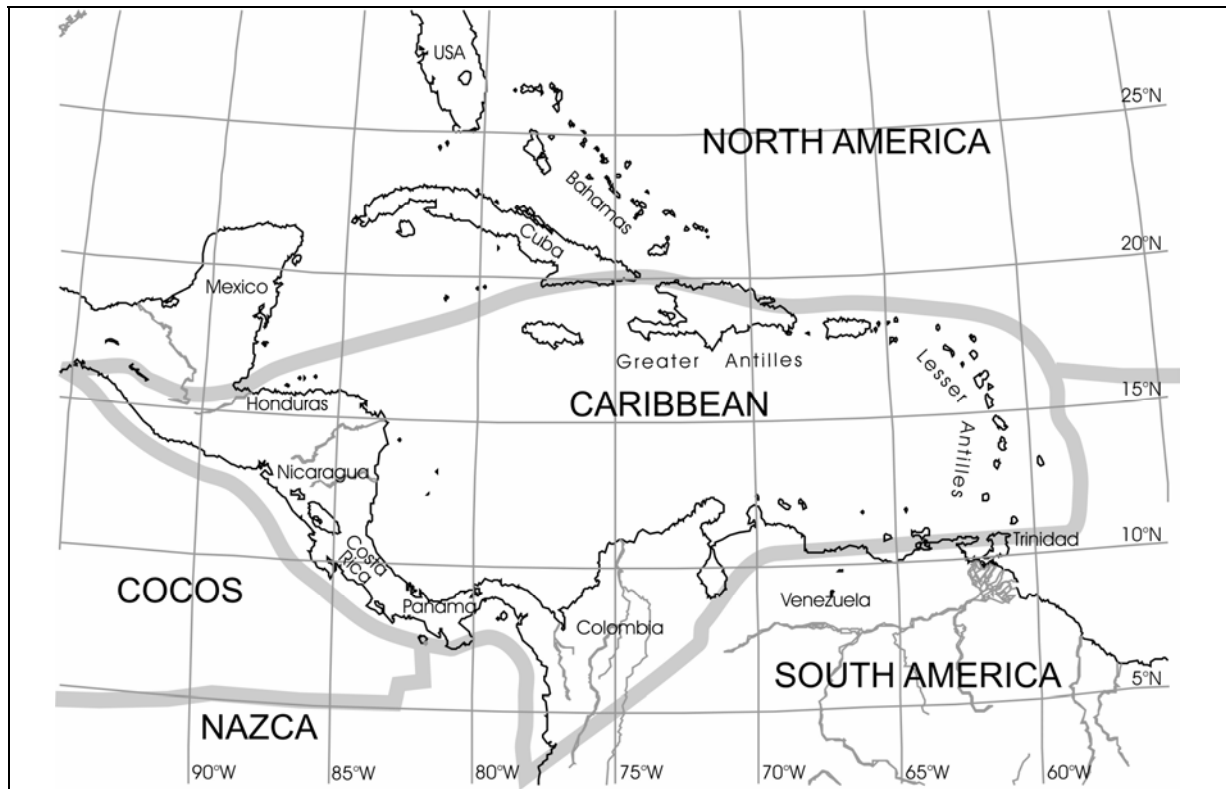 USA
25°N
NORTH AMERICA
Bahamas
Cuba
20°N
Mexico
Greater Antilles
Lesser Antilles
15°N
CARIBBEAN
Honduras
Nicaragua
10°N
Trinidad
Costa
Rica
COCOS
Panama
Venezuela
Colombia
SOUTH AMERICA
5°N
NAZCA
90°W
85°W
80°W
75°W
70°W
65°W
60°W